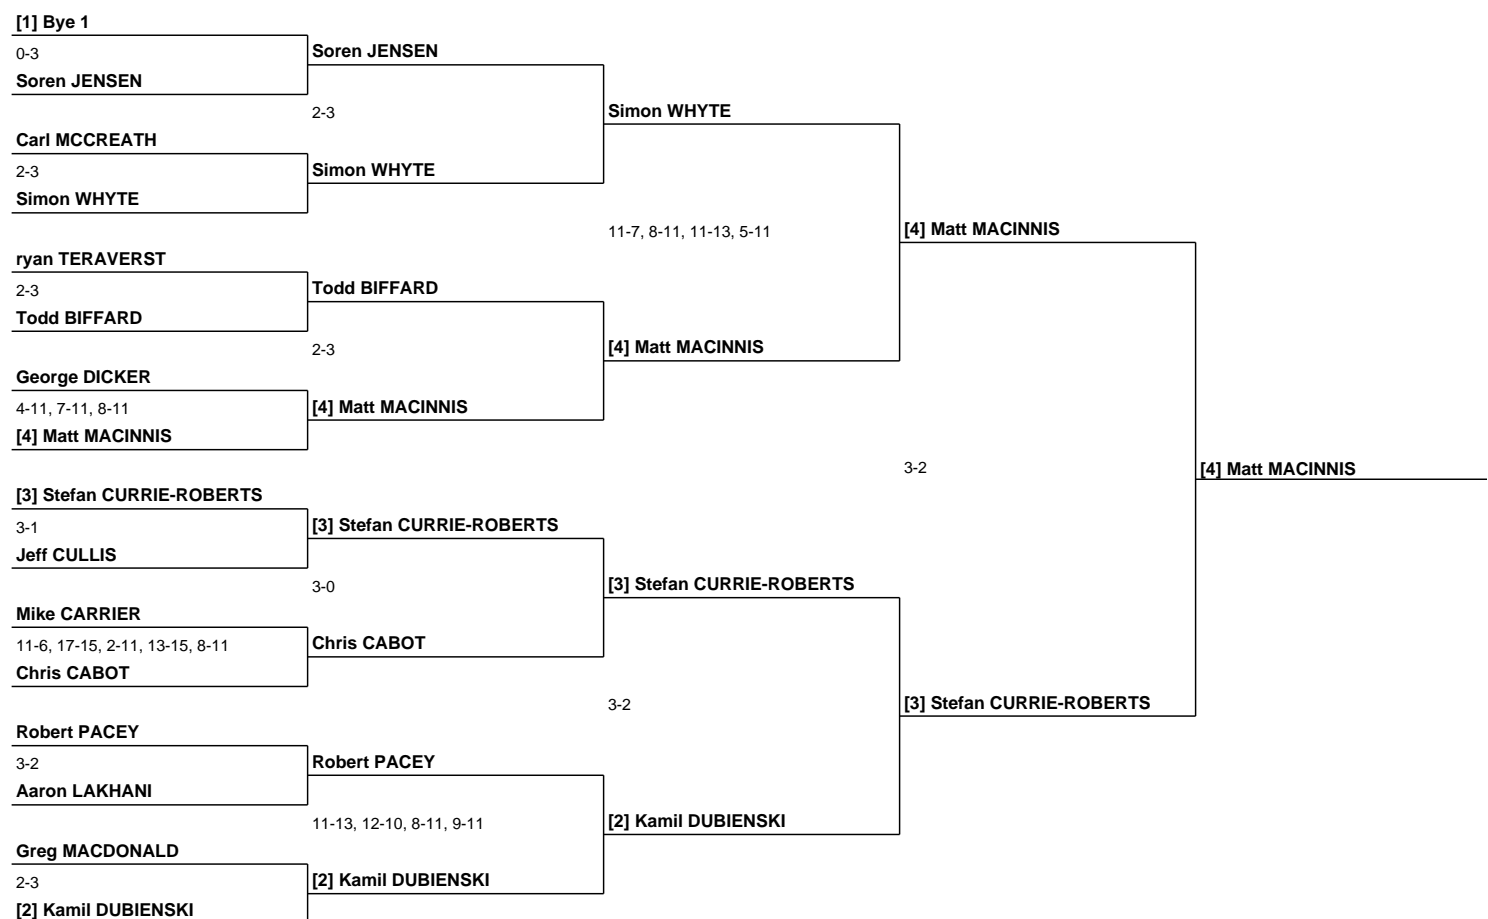 [1] Bye 1
0-3
Soren JENSEN
Carl MCCREATH
2-3
Simon WHYTE
ryan TERAVERST
2-3
Todd BIFFARD
George DICKER
4-11, 7-11, 8-11
[4] Matt MACINNIS
[3] Stefan CURRIE-ROBERTS
3-1
Jeff CULLIS
Mike CARRIER
11-6, 17-15, 2-11, 13-15, 8-11
Chris CABOT
Robert PACEY
3-2
Aaron LAKHANI
Greg MACDONALD
2-3
[2] Kamil DUBIENSKI
Soren JENSEN
2-3
Simon WHYTE
Todd BIFFARD
2-3
[4] Matt MACINNIS
[3] Stefan CURRIE-ROBERTS
3-0
Chris CABOT
Robert PACEY
11-13, 12-10, 8-11, 9-11
[2] Kamil DUBIENSKI
Simon WHYTE
11-7, 8-11, 11-13, 5-11
[4] Matt MACINNIS
[3] Stefan CURRIE-ROBERTS
3-2
[2] Kamil DUBIENSKI
[4] Matt MACINNIS
3-2
[3] Stefan CURRIE-ROBERTS
[4] Matt MACINNIS